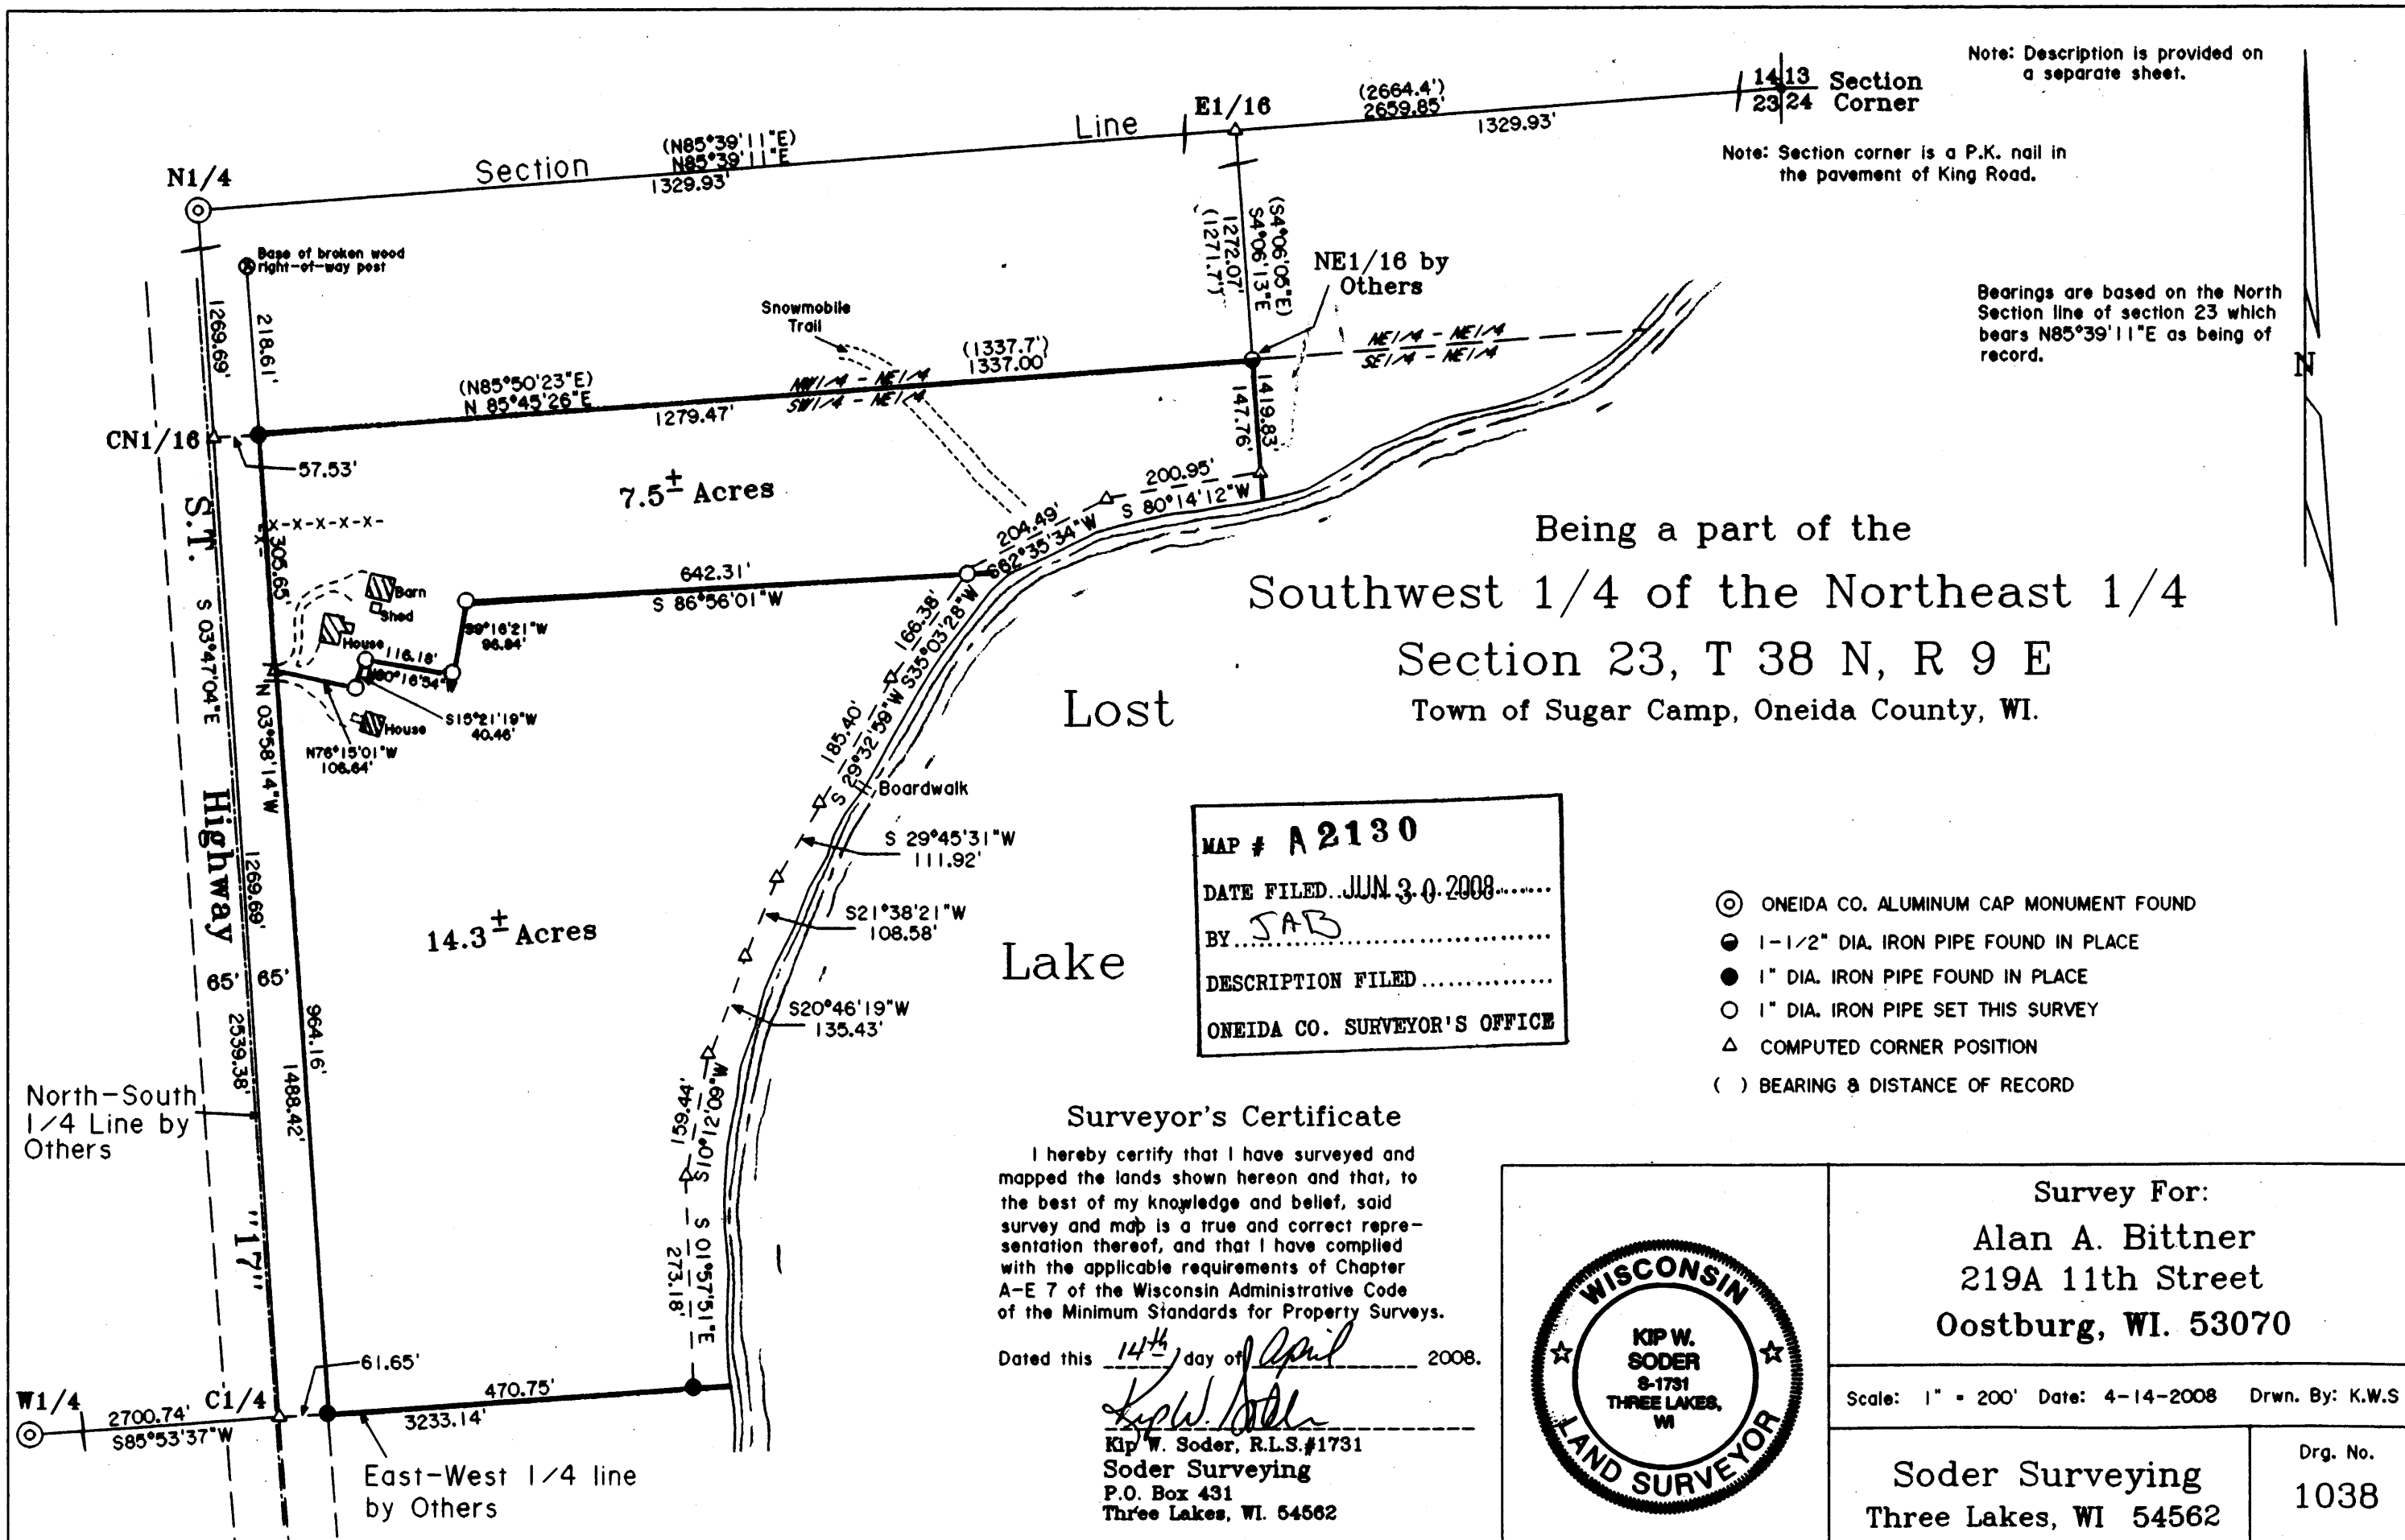 Note: Description is provided on
a separate sheet.
14 13 Section
23 24 Corner
Note: Section corner is a P.K. nail in
the pavement of King Road.
Bearings are based on the North
Section line of section 23 which
bears N85°39'11"E as being of
record.
N
N1/4
Section
(N85°39'11"E)
N85°39'11"E
1329.93'
Line
E1/16
(2664.4')
2659.85'
1329.93'
Base of broken wood
right-of-way post
218.61'
1269.69'
(S4°06'05"E)
S4°06'13"E
1272.07'
(1271.7')
NE1/16 by
Others
Snowmobile
Trail
(1337.7')
1337.00'
NE1/4 - NE1/4
SE1/4 - NE1/4
NW1/4 - NE1/4
SW1/4 - NE1/4
(N85°50'23"E)
N 85°45'26"E
1279.47'
CN1/16
57.53'
1419.83'
147.76'
200.95'
S 80°14'12"W
204.49'
S62°35'34"W
7.5± Acres
S.T.
X-X-X-X-X-
-X-
305.65'
642.31'
S 86°56'01"W
Barn
Shed
House
S9°16'21"W
96.84'
116.18'
N80°16'54"W
S15°21'19"W
40.46'
House
N76°15'01"W
106.64'
S 03°47'04"E
N 03°58'14"W
166.38'
S35°03'28"W
185.40'
S 29°32'59"W
Boardwalk
Being a part of the
Southwest 1/4 of the Northeast 1/4
Section 23, T 38 N, R 9 E
Town of Sugar Camp, Oneida County, WI.
Lost
Lake
Highway
1269.69'
S 29°45'31"W
111.92'
14.3± Acres
S21°38'21"W
108.58'
65' 65'
2539.38'
964.16'
1488.42'
S20°46'19"W
135.43'
North-South
1/4 Line by
Others
159.44'
S10°12'09"W
"17"
S 01°57'51"E
273.18'
61.65'
470.75'
3233.14'
W1/4
2700.74'
S85°53'37"W
C1/4
East-West 1/4 line
by Others
MAP # A 2130
DATE FILED..JUN 3 0 2008......
BY JAB
DESCRIPTION FILED
ONEIDA CO. SURVEYOR'S OFFICE
ONEIDA CO. ALUMINUM CAP MONUMENT FOUND
1-1/2" DIA. IRON PIPE FOUND IN PLACE
1" DIA. IRON PIPE FOUND IN PLACE
1" DIA. IRON PIPE SET THIS SURVEY
COMPUTED CORNER POSITION
( ) BEARING & DISTANCE OF RECORD
Surveyor's Certificate
I hereby certify that I have surveyed and
mapped the lands shown hereon and that, to
the best of my knowledge and belief, said
survey and map is a true and correct repre-
sentation thereof, and that I have complied
with the applicable requirements of Chapter
A-E 7 of the Wisconsin Administrative Code
of the Minimum Standards for Property Surveys.
Dated this 14th day of April 2008.
Kip W. Soder
Kip W. Soder, R.L.S.#1731
Soder Surveying
P.O. Box 431
Three Lakes, WI. 54562
WISCONSIN
KIP W.
SODER
S-1731
THREE LAKES,
WI
LAND SURVEYOR
Survey For:
Alan A. Bittner
219A 11th Street
Oostburg, WI. 53070
Scale: 1" = 200' Date: 4-14-2008 Drwn. By: K.W.S
Soder Surveying
Three Lakes, WI 54562
Drg. No.
1038